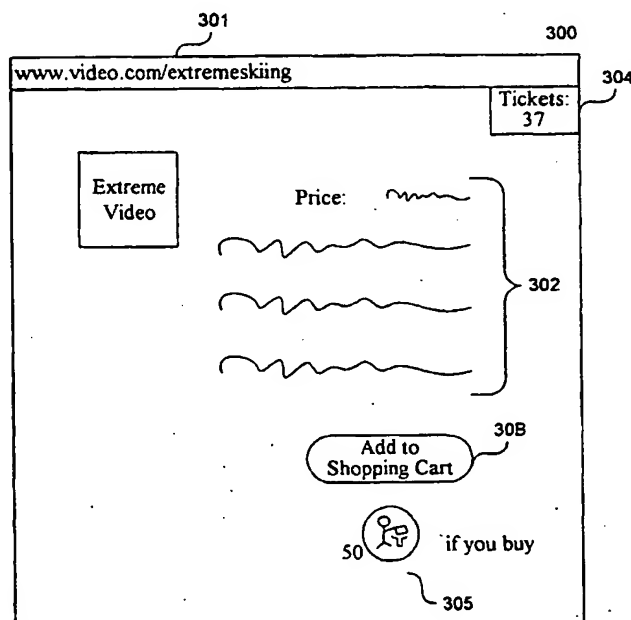 301
300
www.video.com/extremeskiing
304
Tickets:
37
Extreme
Video
Price:
302
30B
Add to
Shopping Cart
50
if you buy
305